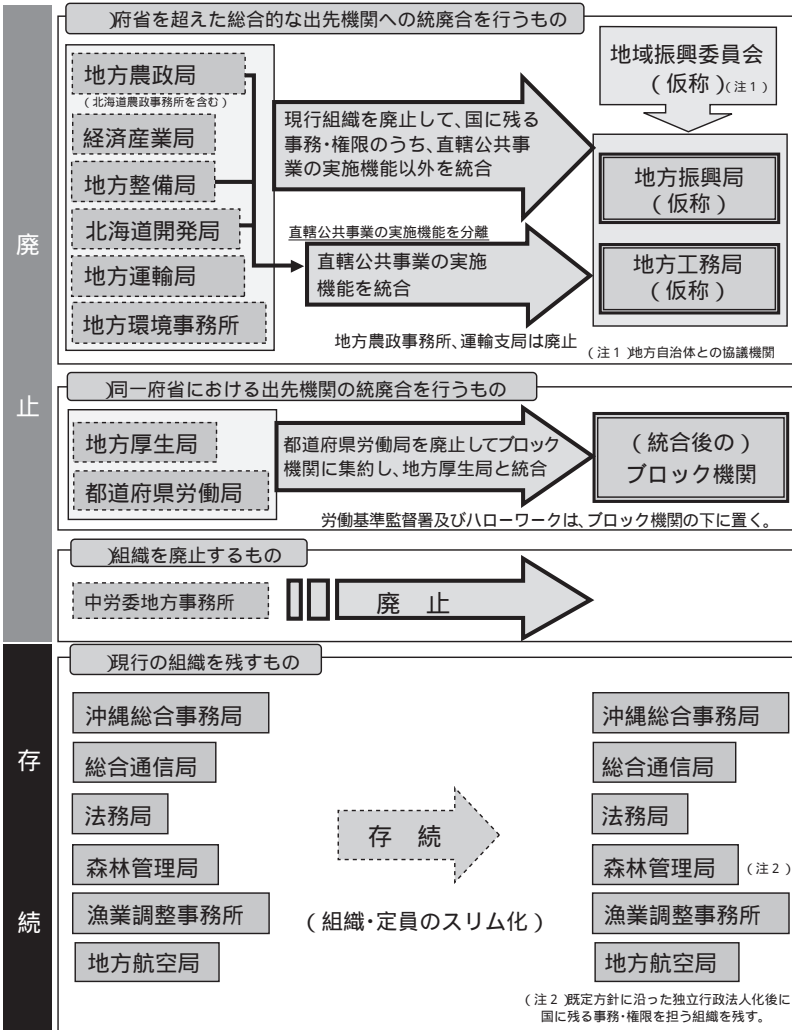 廃止
）府省を超えた総合的な出先機関への統廃合を行うもの
地方農政局
（北海道農政事務所を含む）
経済産業局
地方整備局
北海道開発局
地方運輸局
地方環境事務所
現行組織を廃止して、国に残る
事務・権限のうち、直轄公共事
業の実施機能以外を統合
直轄公共事業の実施機能を分離
直轄公共事業の実施
機能を統合
地方農政事務所、運輸支局は廃止
地域振興委員会
（仮称）（注１）
地方振興局
（仮称）
地方工務局
（仮称）
（注１）地方自治体との協議機関
）同一府省における出先機関の統廃合を行うもの
地方厚生局
都道府県労働局
都道府県労働局を廃止してブロック
機関に集約し、地方厚生局と統合
（統合後の）
ブロック機関
労働基準監督署及びハローワークは、ブロック機関の下に置く。
）組織を廃止するもの
中労委地方事務所
廃 止
存続
）現行の組織を残すもの
沖縄総合事務局
総合通信局
法務局
森林管理局
漁業調整事務所
地方航空局
存 続
（組織・定員のスリム化）
沖縄総合事務局
総合通信局
法務局
森林管理局 （注２）
漁業調整事務所
地方航空局
（注２）既定方針に沿った独立行政法人化後に
国に残る事務・権限を担う組織を残す。